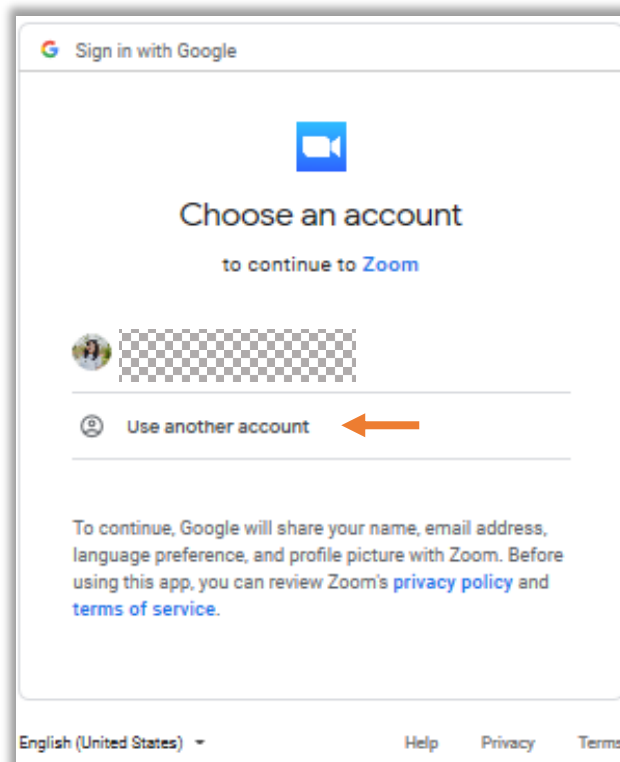 Sign in with Google
Choose an account
to continue to Zoom
Use another account
To continue, Google will share your name, email address,
language preference, and profile picture with Zoom. Before
using this app, you can review Zoom's privacy policy and
terms of service.
English (United States) Help Privacy Terms